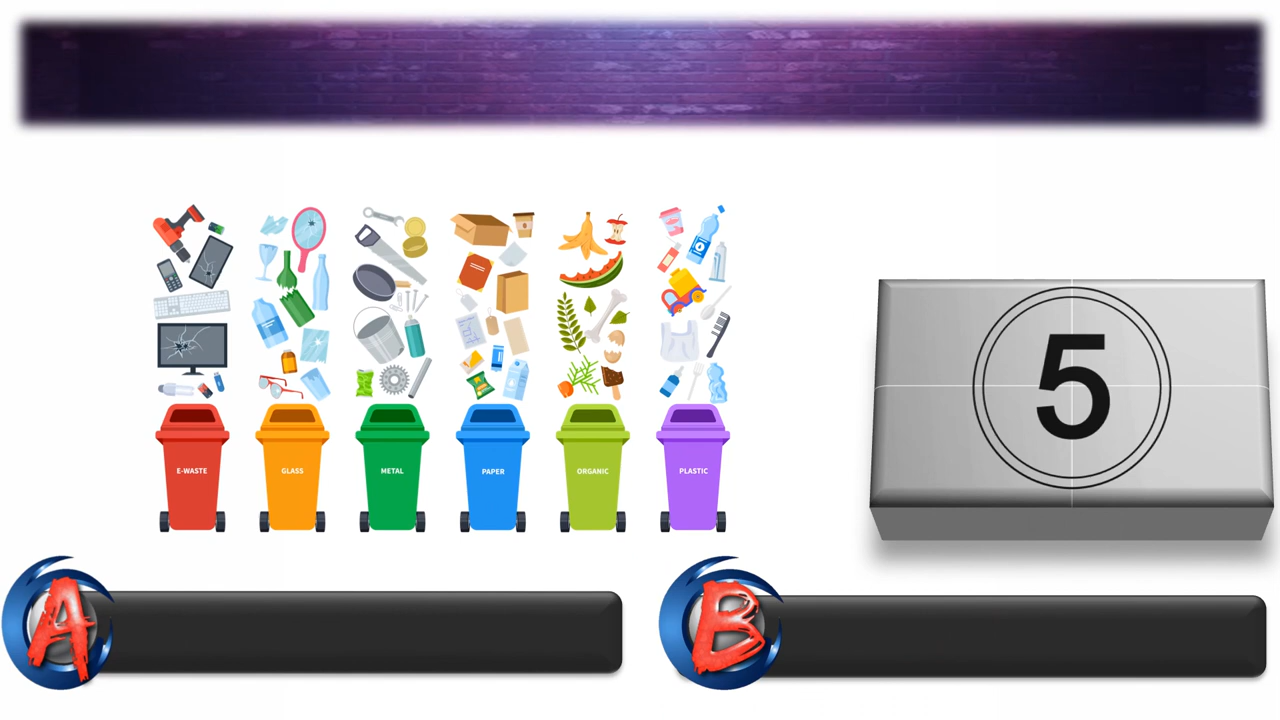 5
E-WASTE
GLASS
METAL
PAPER
ORGANIC
PLASTIC
A
B